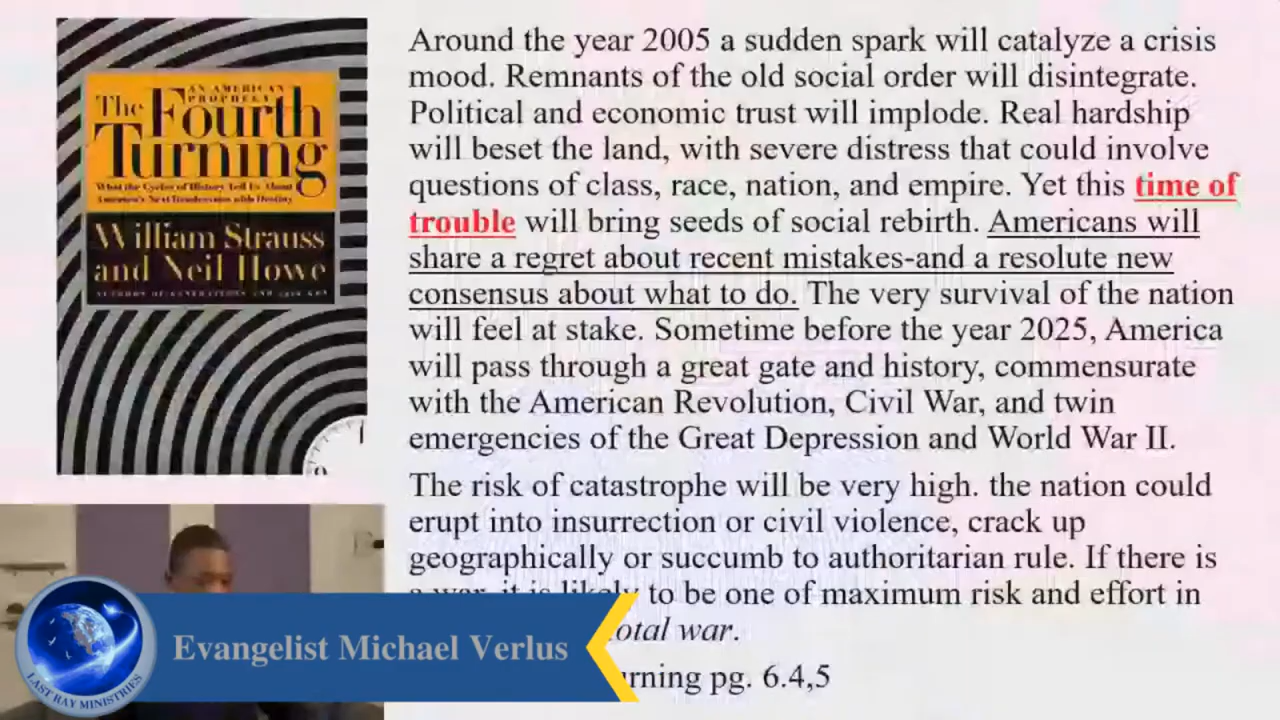 AN AMERICAN
PROPHECY
The Fourth
Turning
What the Cycles of History Tell Us About
America's Next Rendezvous with Destiny
William Strauss
and Neil Howe
AUTHORS OF GENERATIONS AND
Around the year 2005 a sudden spark will catalyze a crisis
mood. Remnants of the old social order will disintegrate.
Political and economic trust will implode. Real hardship
will beset the land, with severe distress that could involve
questions of class, race, nation, and empire. Yet this time of
trouble will bring seeds of social rebirth. Americans will
share a regret about recent mistakes-and a resolute new
consensus about what to do. The very survival of the nation
will feel at stake. Sometime before the year 2025, America
will pass through a great gate and history, commensurate
with the American Revolution, Civil War, and twin
emergencies of the Great Depression and World War II.
The risk of catastrophe will be very high. the nation could
erupt into insurrection or civil violence, crack up
geographically or succumb to authoritarian rule. If there is
a war, it is likely to be one of maximum risk and effort in
otal war.
rning pg. 6.4,5
Evangelist Michael Verlus
LAST RAY MINISTRIES